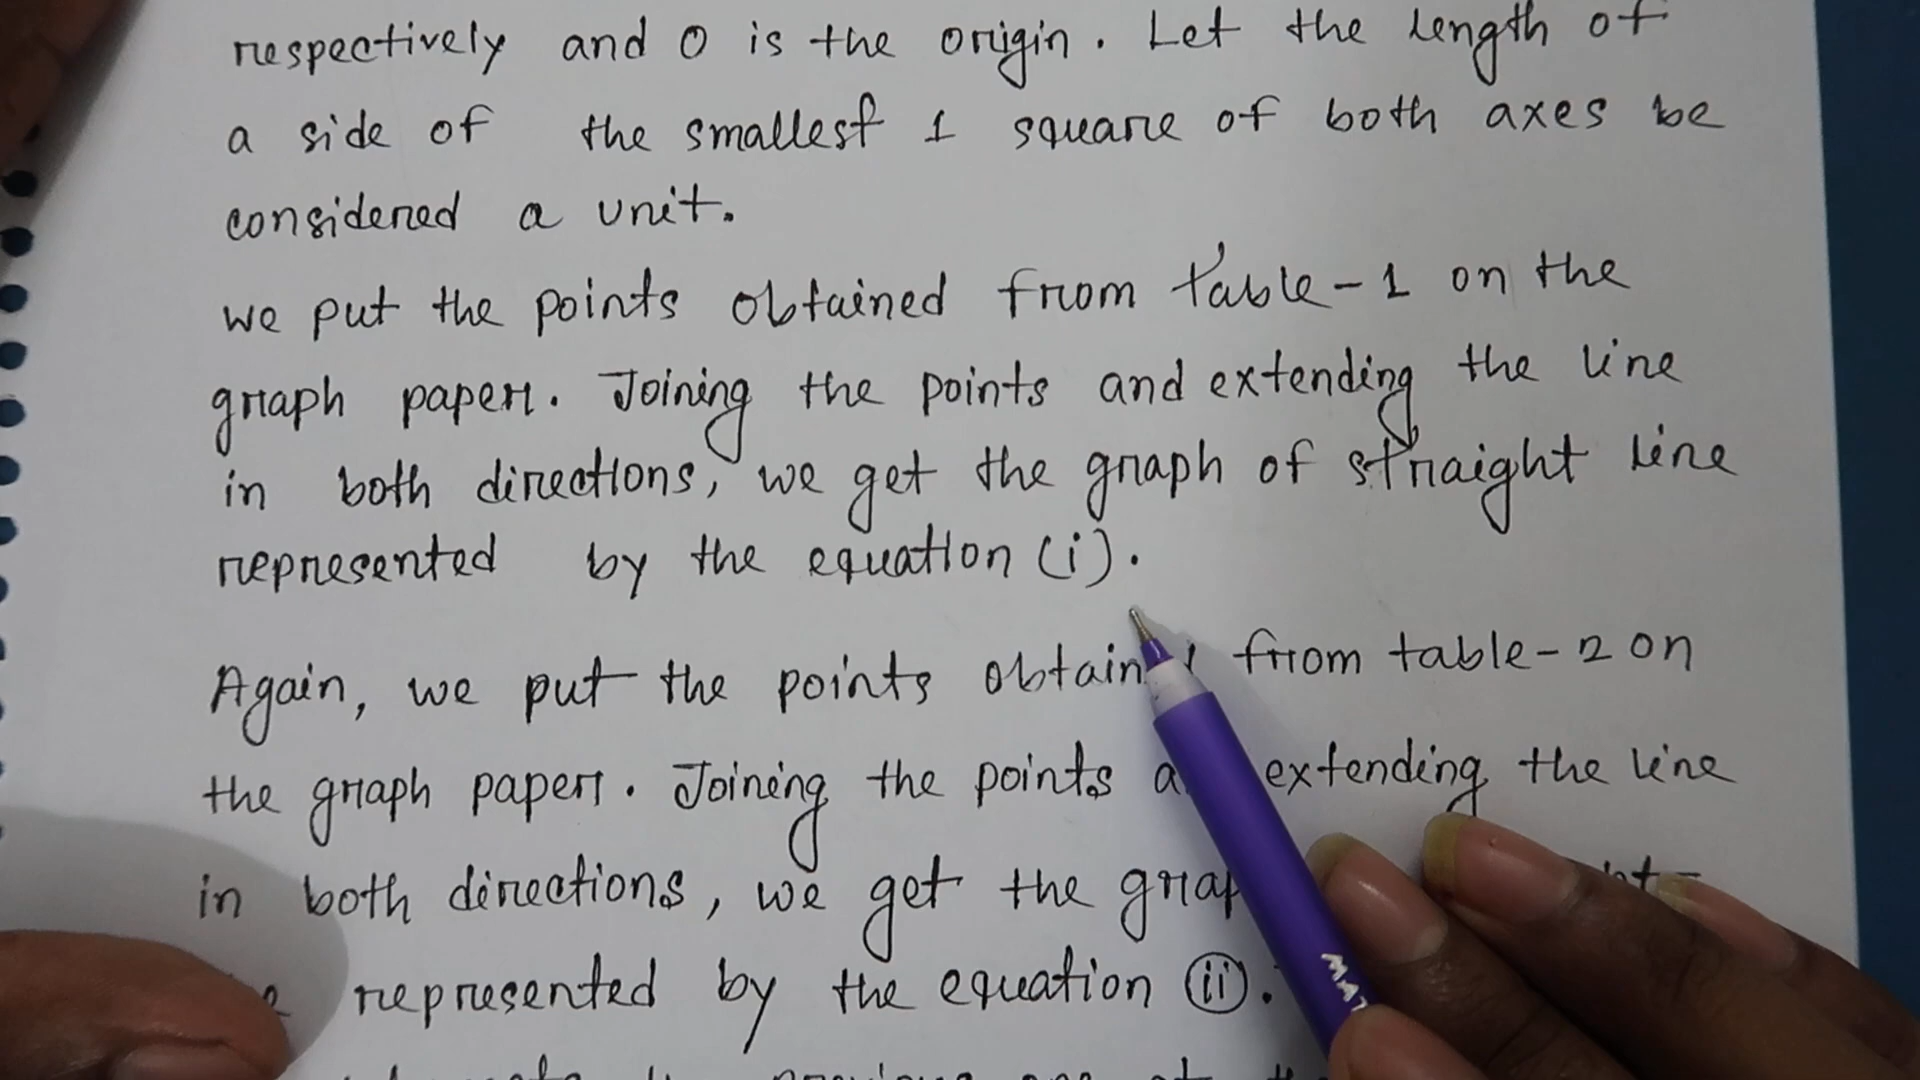 respectively and O is the origin. Let the length of
a side of the smallest 1 square of both axes be
considered a unit.
we put the points obtained from table-1 on the
graph paper. Joining the points and extending the line
in both directions, we get the graph of straight line
represented by the equation (i).
Again, we put the points from table-2 on
the graph paper. Joining the points extending the line
in both directions, we get the
represented by the equation (ii).